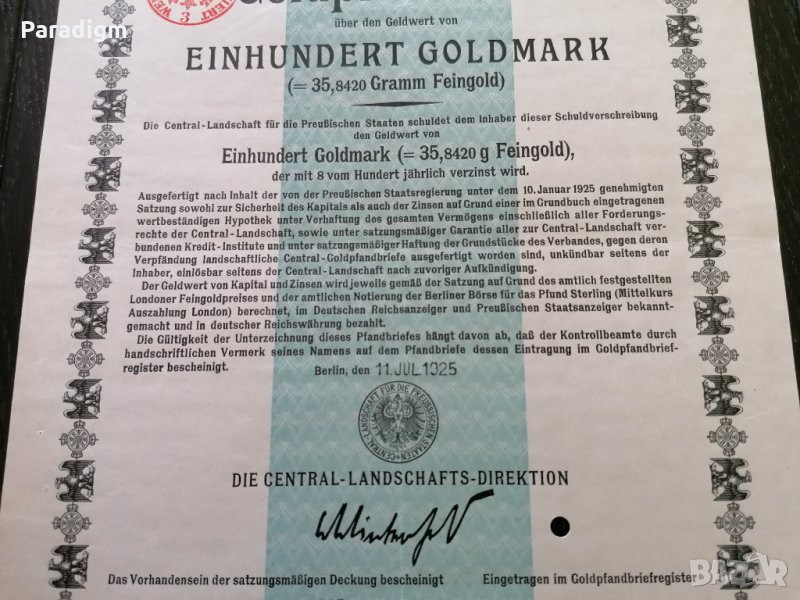 Paradigm
über den Geldwert von
EINHUNDERT GOLDMARK
(= 35,8420 Gramm Feingold)
Die Central-Landschaft für die Preußischen Staaten schuldet dem Inhaber dieser Schuldverschreibung
den Geldwert von
Einhundert Goldmark (= 35,8420 g Feingold),
der mit 8 vom Hundert jährlich verzinst wird.
Ausgefertigt nach Inhalt der von der Preußischen Staatsregierung unter dem 10. Januar 1925 genehmigten
Satzung sowohl zur Sicherheit des Kapitals als auch der Zinsen auf Grund einer im Grundbuch eingetragenen
wertbeständigen Hypothek unter Verhaftung des gesamten Vermögens einschließlich aller Forderungs-
rechte der Central-Landschaft, sowie unter satzungsmäßiger Garantie aller zur Central-Landschaft ver-
bundenen Kredit-Institute und unter satzungsmäßiger Haftung der Grundstücke des Verbandes, gegen deren
Verpfändung landschaftliche Central-Goldpfandbriefe ausgefertigt worden sind, unkündbar seitens der
Inhaber, einlösbar seitens der Central-Landschaft nach zuvoriger Aufkündigung.
Der Geldwert von Kapital und Zinsen wird jeweils gemäß der Satzung auf Grund des amtlich festgestellten
Londoner Feingoldpreises und der amtlichen Notierung der Berliner Börse für das Pfund Sterling (Mittelkurs
Auszahlung London) berechnet, im Deutschen Reichsanzeiger und Preußischen Staatsanzeiger bekannt-
gemacht und in deutscher Reichswährung bezahlt.
Die Gültigkeit der Unterzeichnung dieses Pfandbriefes hängt davon ab, daß der Kontrollbeamte durch
handschriftlichen Vermerk seines Namens auf dem Pfandbriefe dessen Eintragung im Goldpfandbrief-
register bescheinigt.
Berlin, den 11. JUL. 1925
CENTRAL-LANDSCHAFT FÜR DIE PREUSSISCHEN STAATEN
DIE CENTRAL-LANDSCHAFTS-DIREKTION
Das Vorhandensein der satzungsmäßigen Deckung bescheinigt
Eingetragen im Goldpfandbriefregister
BAZAR